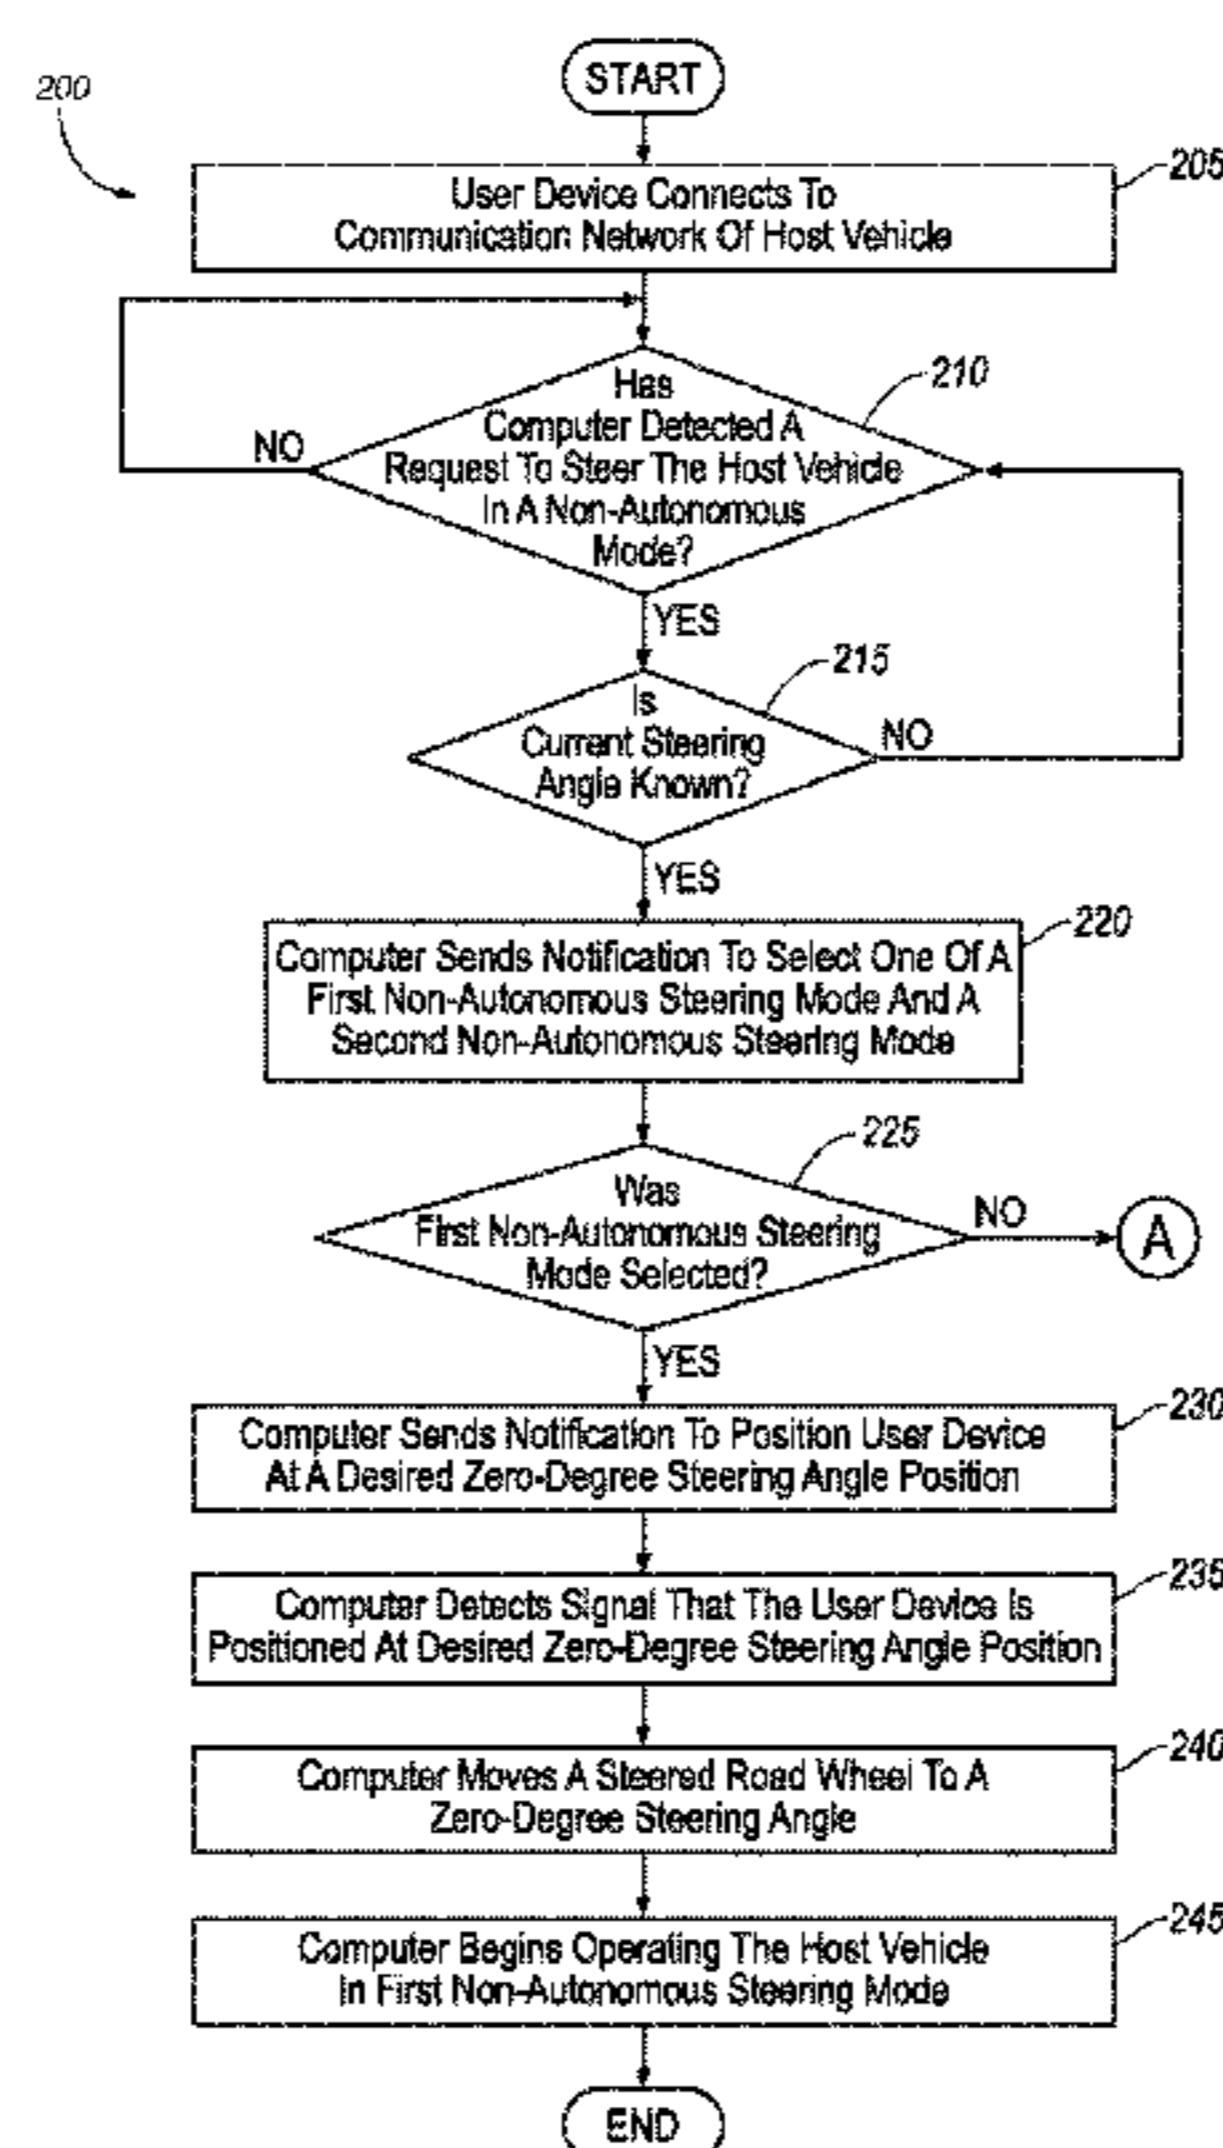 200
START
205
User Device Connects To
Communication Network Of Host Vehicle
210
Has
Computer Detected A
Request To Steer The Host Vehicle
In A Non-Autonomous
Mode?
NO
YES
215
Is
Current Steering
Angle Known?
NO
YES
220
Computer Sends Notification To Select One Of A
First Non-Autonomous Steering Mode And A
Second Non-Autonomous Steering Mode
225
Was
First Non-Autonomous Steering
Mode Selected?
NO
A
YES
230
Computer Sends Notification To Position User Device
At A Desired Zero-Degree Steering Angle Position
235
Computer Detects Signal That The User Device Is
Positioned At Desired Zero-Degree Steering Angle Position
240
Computer Moves A Steered Road Wheel To A
Zero-Degree Steering Angle
245
Computer Begins Operating The Host Vehicle
In First Non-Autonomous Steering Mode
END